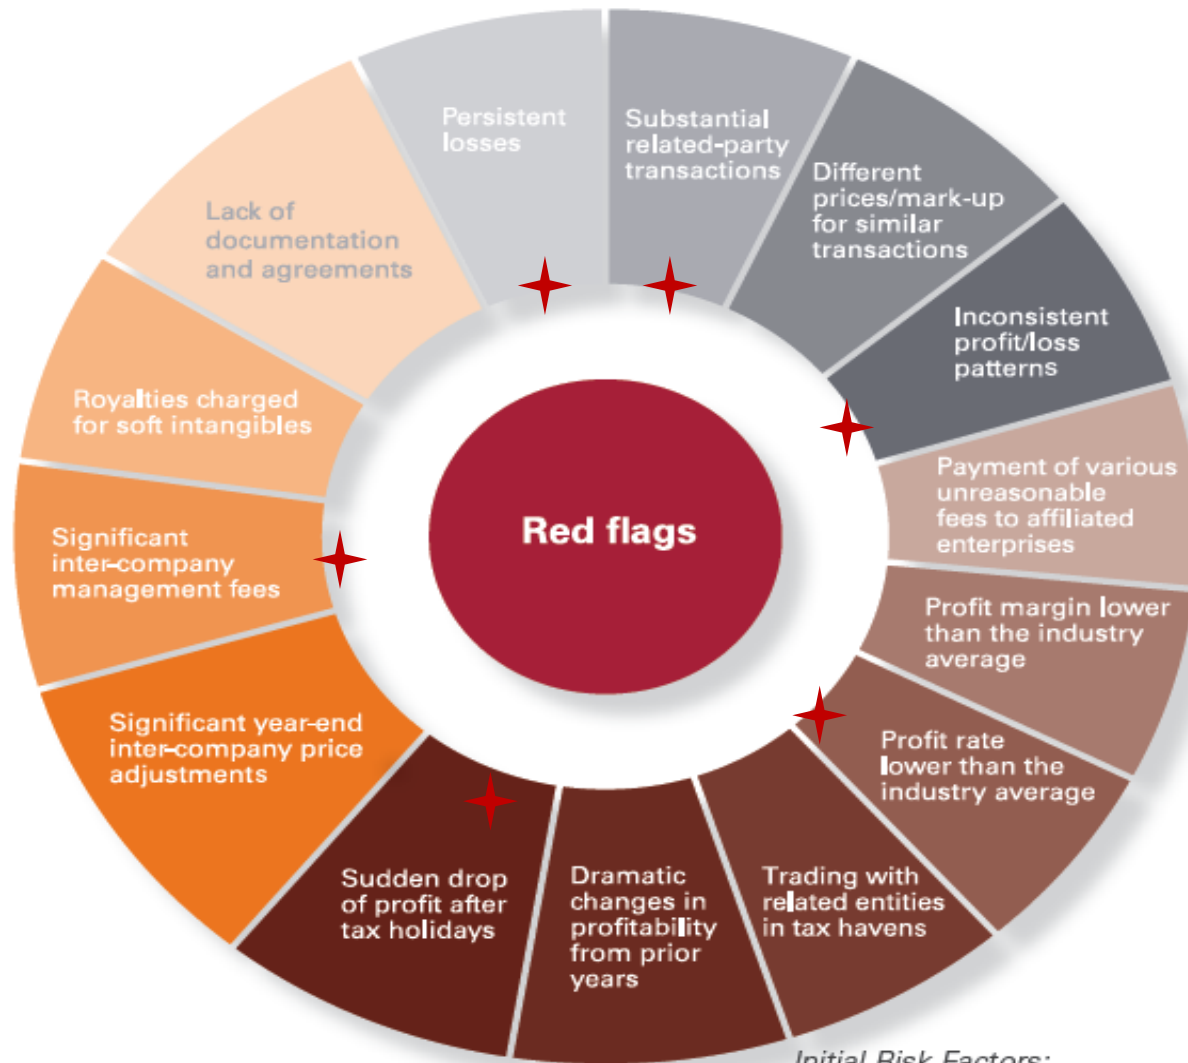 Persistent
losses
Substantial
related-party
transactions
Different
prices/mark-up
for similar
transactions
Inconsistent
profit/loss
patterns
Payment of various
unreasonable
fees to affiliated
enterprises
Profit margin lower
than the industry
average
Profit rate
lower than the
industry average
Trading with
related entities
in tax havens
Dramatic
changes in
profitability
from prior
years
Sudden drop
of profit after
tax holidays
Significant year-end
inter-company price
adjustments
Significant
inter-company
management fees
Royalties charged
for soft intangibles
Lack of
documentation
and agreements
Red flags
Initial Risk Factors: